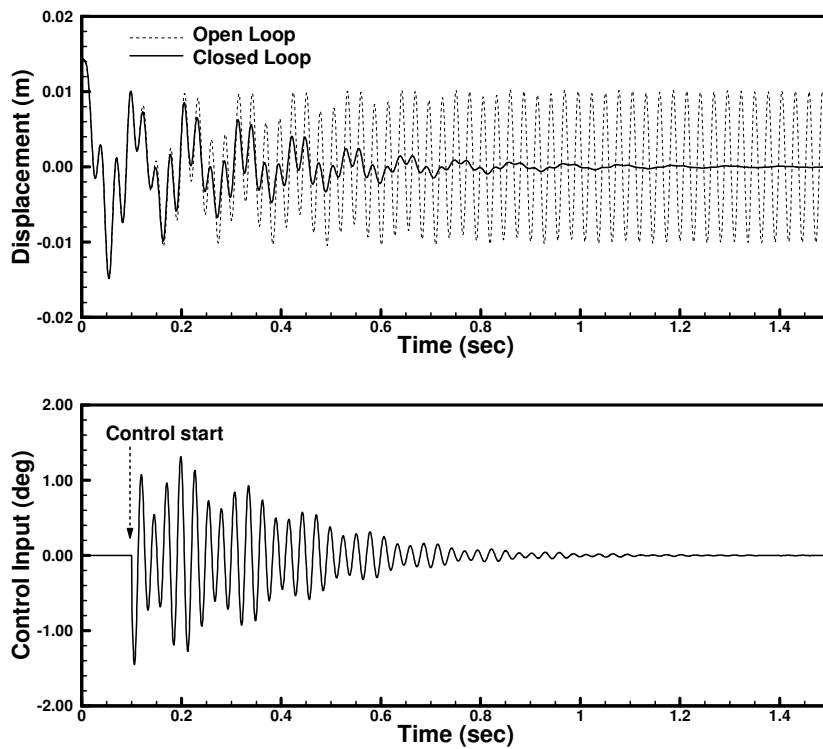 0.02
0.01
0.00
-0.01
-0.02
Displacement (m)
Open Loop
Closed Loop
0 0.2 0.4 0.6 0.8 1 1.2 1.4
Time (sec)
2.00
1.00
0.00
-1.00
-2.00
Control Input (deg)
Control start
0 0.2 0.4 0.6 0.8 1 1.2 1.4
Time (sec)